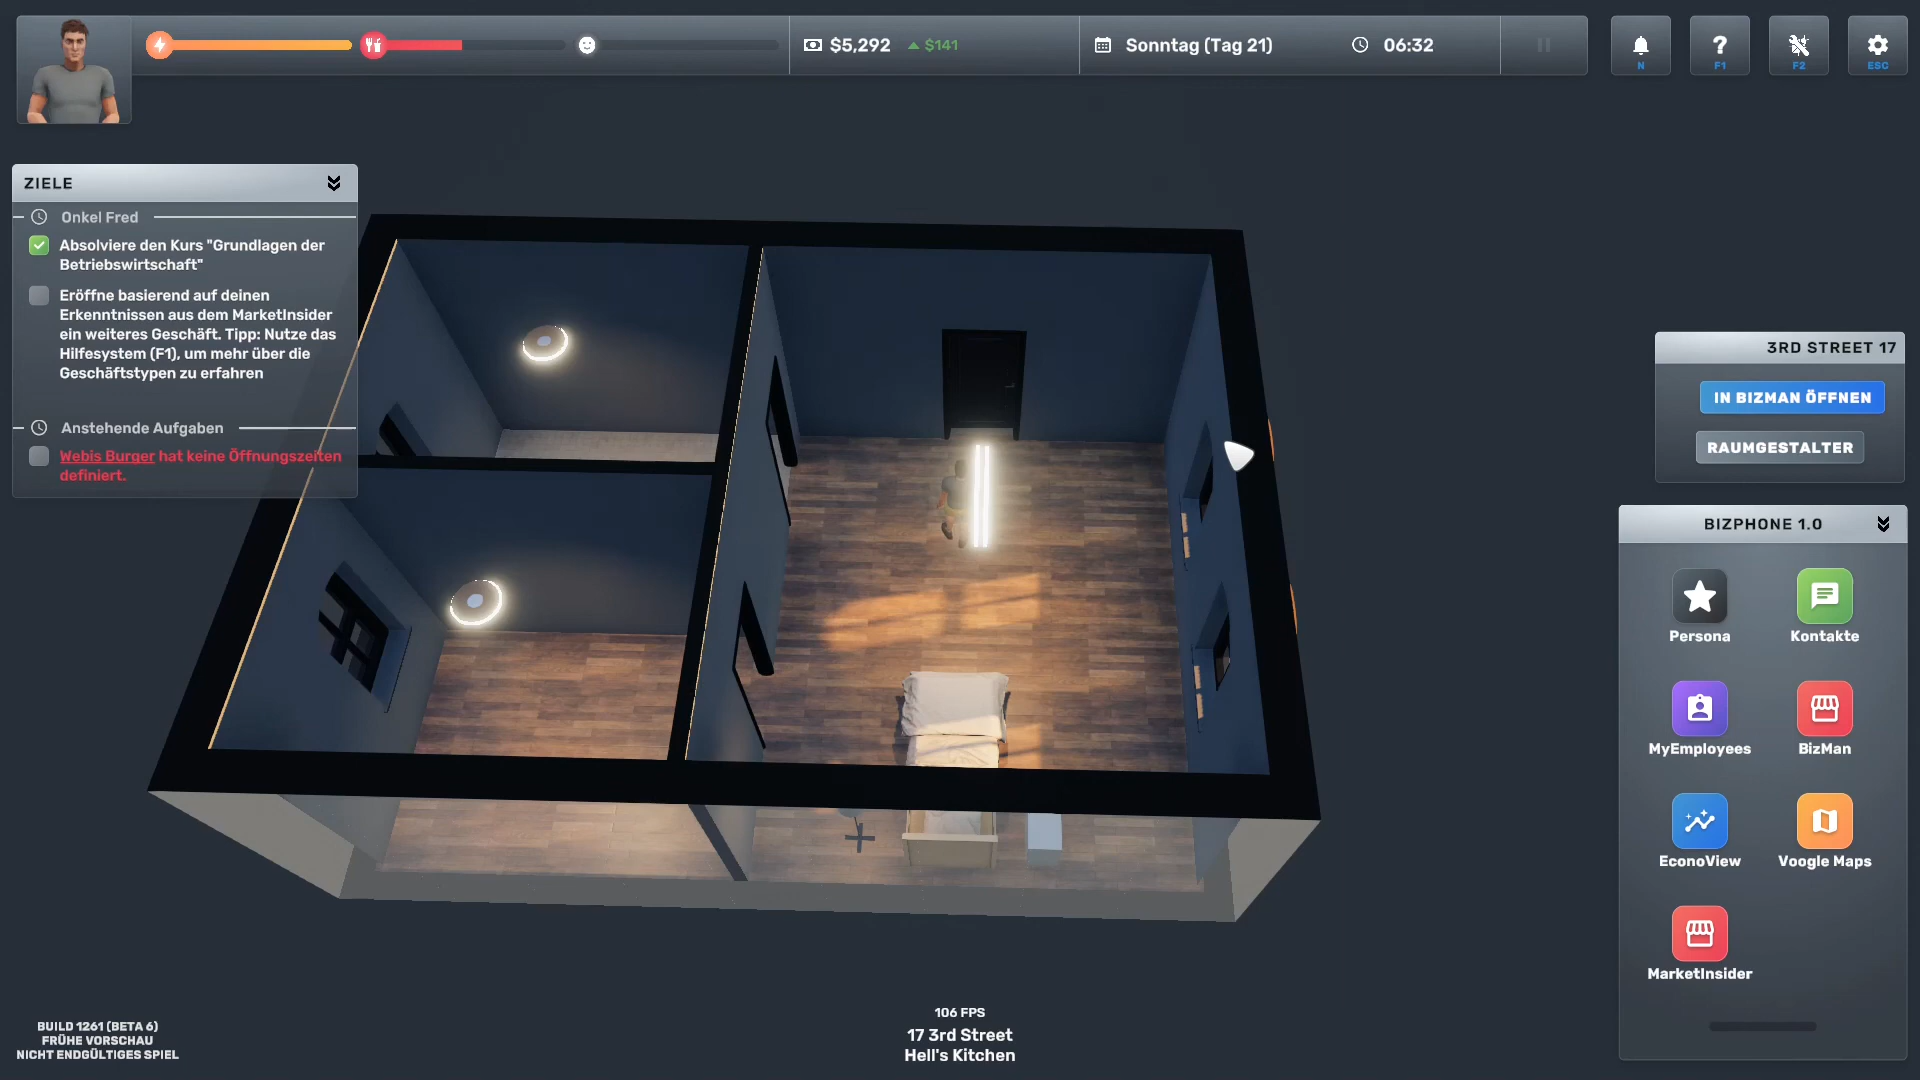 $5,292
$141
Sonntag (Tag 21)
06:32
N
F1
F2
ESC
ZIELE
Onkel Fred
Absolviere den Kurs "Grundlagen der
Betriebswirtschaft"
Eröffne basierend auf deinen
Erkenntnissen aus dem MarketInsider
ein weiteres Geschäft. Tipp: Nutze das
Hilfesystem (F1), um mehr über die
Geschäftstypen zu erfahren
Anstehende Aufgaben
Webis Burger hat keine Öffnungszeiten
definiert.
3RD STREET 17
IN BIZMAN ÖFFNEN
RAUMGESTALTER
BIZPHONE 1.0
Persona
Kontakte
MyEmployees
BizMan
EconoView
Voogle Maps
MarketInsider
106 FPS
17 3rd Street
Hell's Kitchen
BUILD 1261 (BETA 6)
FRÜHE VORSCHAU
NICHT ENDGÜLTIGES SPIEL